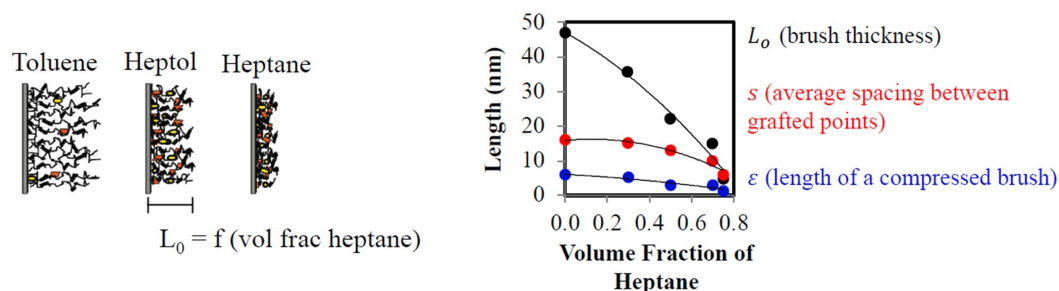 Toluene
Heptol
Heptane
L₀ = f (vol frac heptane)
Length (nm)
50
40
30
20
10
0
0.0 0.2 0.4 0.6 0.8
Volume Fraction of
Heptane
Lₒ (brush thickness)
s (average spacing between
grafted points)
ε (length of a compressed brush)